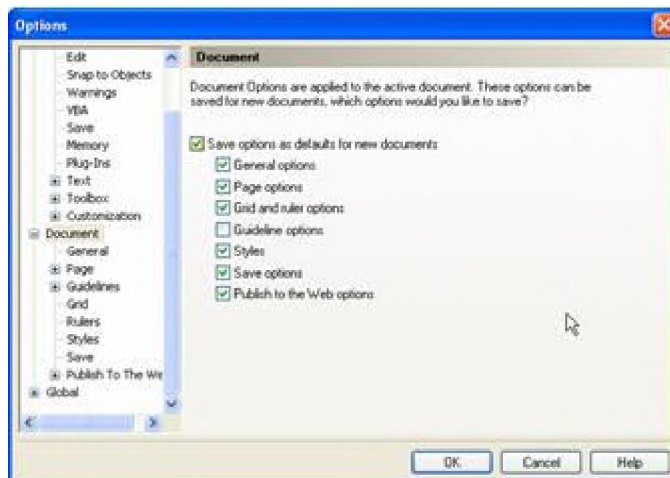 Options
Edit
Snap to Objects
Warnings
VBA
Save
Memory
Plug-Ins
Text
Toolbox
Customization
Document
General
Page
Guidelines
Grid
Rulers
Styles
Save
Publish To The We
Global
Document
Document Options are applied to the active document. These options can be
saved for new documents, which options would you like to save?
Save options as defaults for new documents
General options
Page options
Grid and ruler options
Guideline options
Styles
Save options
Publish to the Web options
OK
Cancel
Help